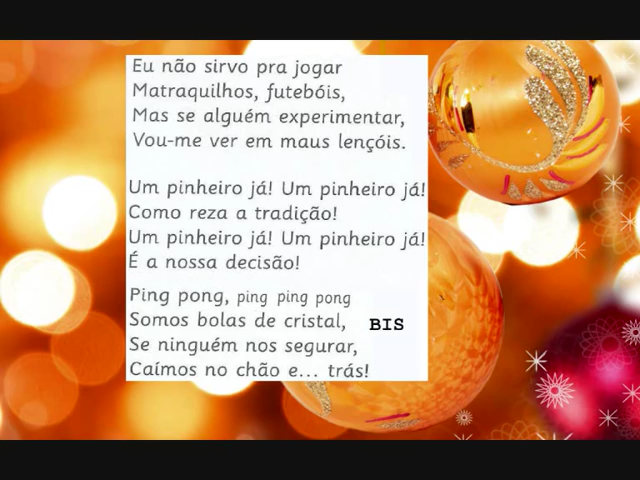 Eu não sirvo pra jogar
Matraquilhos, futebóis,
Mas se alguém experimentar,
Vou-me ver em maus lençóis.
Um pinheiro já! Um pinheiro já!
Como reza a tradição!
Um pinheiro já! Um pinheiro já!
É a nossa decisão!
Ping pong, ping ping pong
Somos bolas de cristal, BIS
Se ninguém nos segurar,
Caímos no chão e... trás!